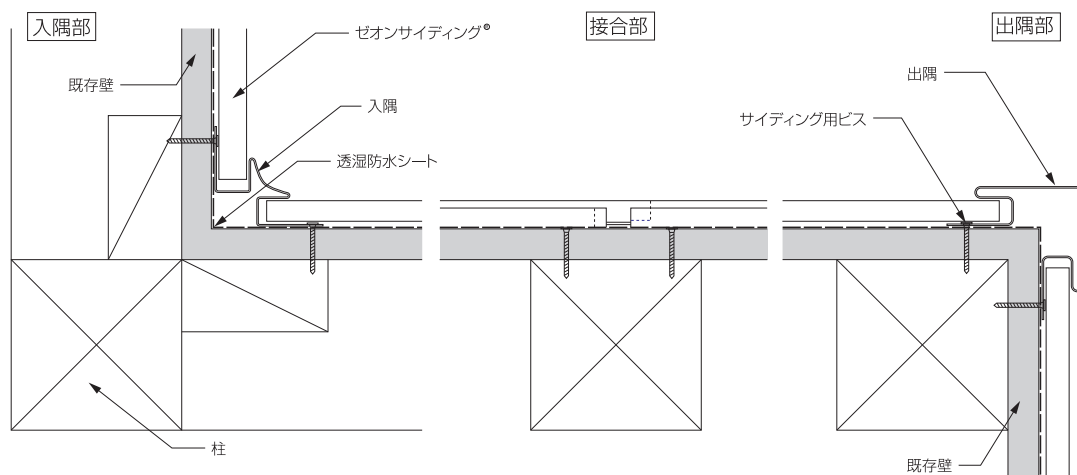 入隅部
接合部
出隅部
ゼオンサイディング®
既存壁
入隅
透湿防水シート
出隅
サイディング用ビス
柱
既存壁